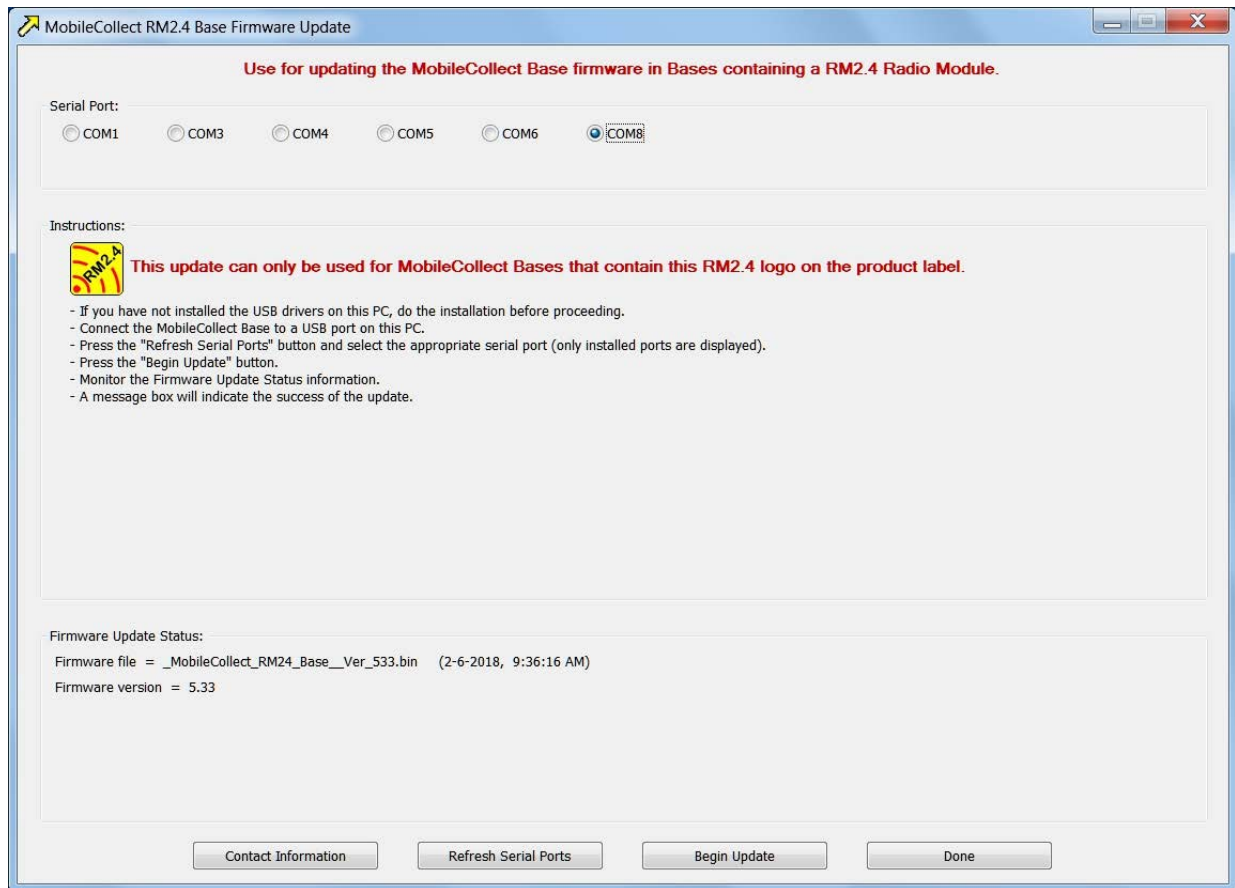 MobileCollect RM2.4 Base Firmware Update
Use for updating the MobileCollect Base firmware in Bases containing a RM2.4 Radio Module.
Serial Port:
COM1 COM3 COM4 COM5 COM6 COM8
Instructions:
RM2.4
This update can only be used for MobileCollect Bases that contain this RM2.4 logo on the product label.
- If you have not installed the USB drivers on this PC, do the installation before proceeding.
- Connect the MobileCollect Base to a USB port on this PC.
- Press the "Refresh Serial Ports" button and select the appropriate serial port (only installed ports are displayed).
- Press the "Begin Update" button.
- Monitor the Firmware Update Status information.
- A message box will indicate the success of the update.
Firmware Update Status:
Firmware file = _MobileCollect_RM24_Base__Ver_533.bin (2-6-2018, 9:36:16 AM)
Firmware version = 5.33
Contact Information Refresh Serial Ports Begin Update Done